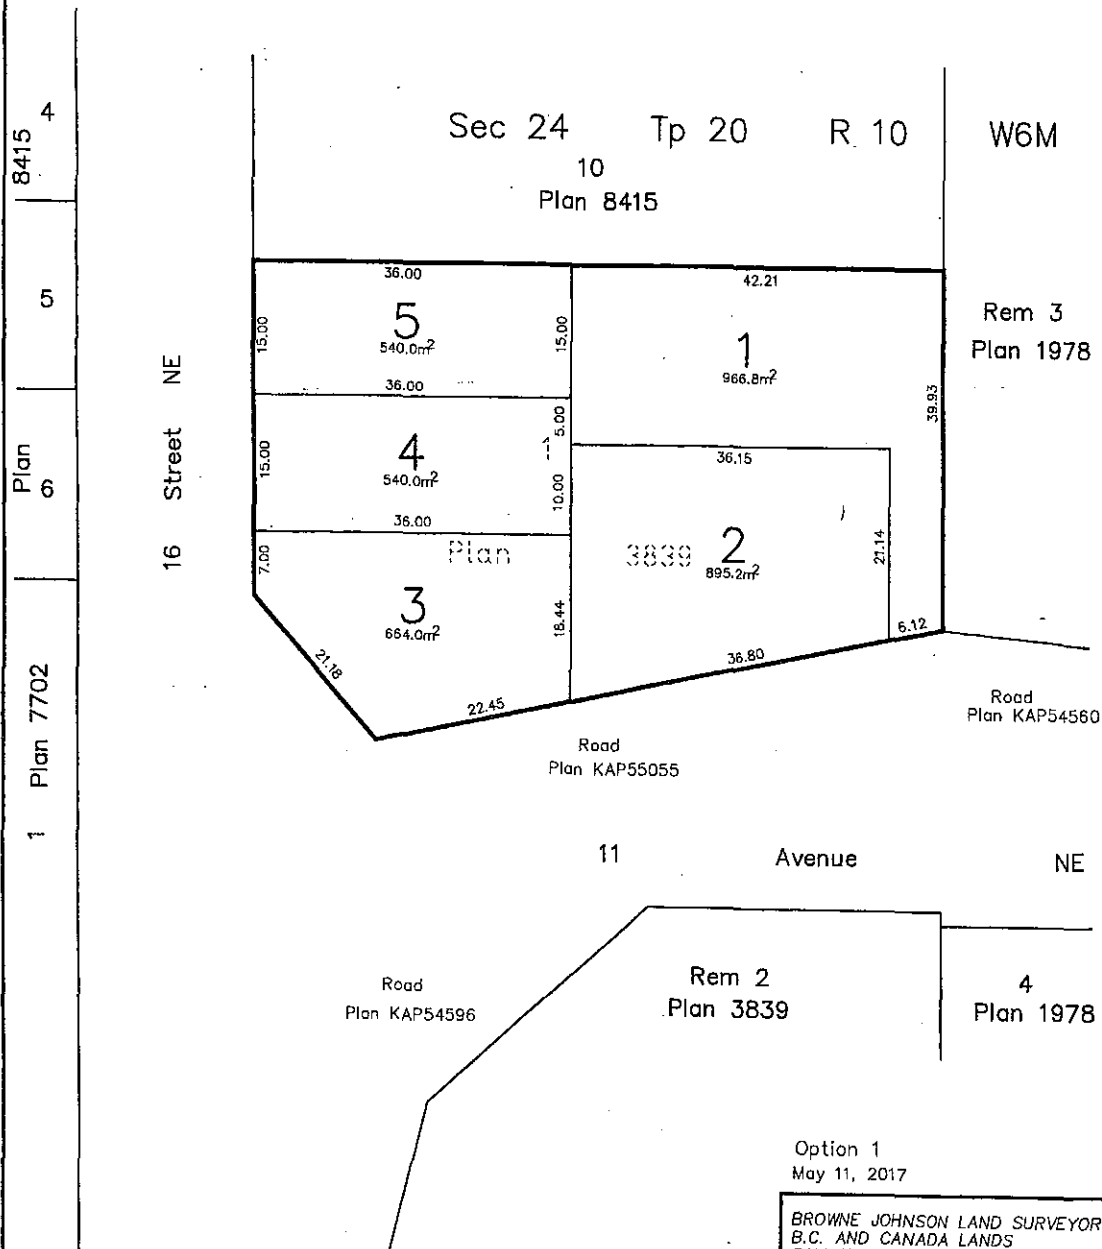 Sec 24 Tp 20 R. 10 W6M
10
Plan 8415
4
8415
5
Plan
6
Plan 7702
1
16 Street NE
36.00
42.21
5
540.0m²
15.00
15.00
1
966.8m²
39.93
Rem 3
Plan 1978
36.00
5.00
4
540.0m²
15.00
10.00
1
36.15
36.00
Plan 3839
2
895.2m²
21.14
7.00
3
664.0m²
18.44
6.12
21.18
36.80
22.45
Road
Plan KAP54560
Road
Plan KAP55055
11 Avenue NE
Road
Plan KAP54596
Rem 2
Plan 3839
4
Plan 1978
Option 1
May 11, 2017
BROWNE JOHNSON LAND SURVEYOR
B.C. AND CANADA LANDS